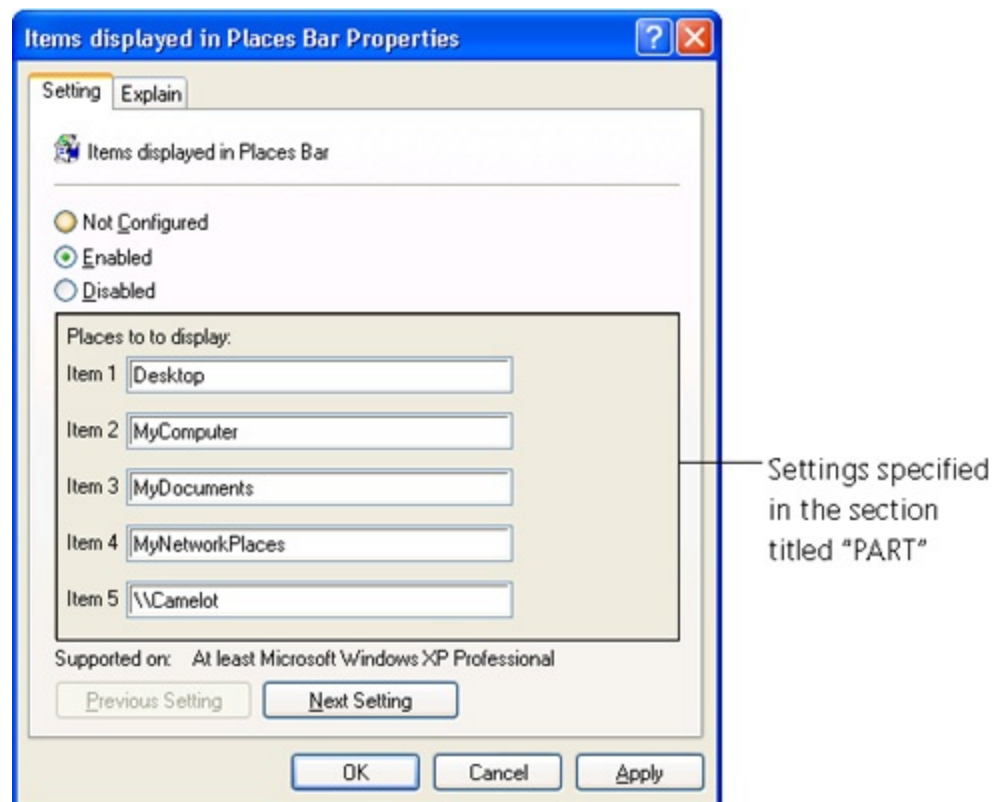 Items displayed in Places Bar Properties
Setting
Explain
Items displayed in Places Bar
Not Configured
Enabled
Disabled
Places to to display:
Item 1 Desktop
Item 2 MyComputer
Item 3 MyDocuments
Item 4 MyNetworkPlaces
Item 5 \\Camelot
Supported on: At least Microsoft Windows XP Professional
Previous Setting
Next Setting
OK
Cancel
Apply
Settings specified
in the section
titled “PART”